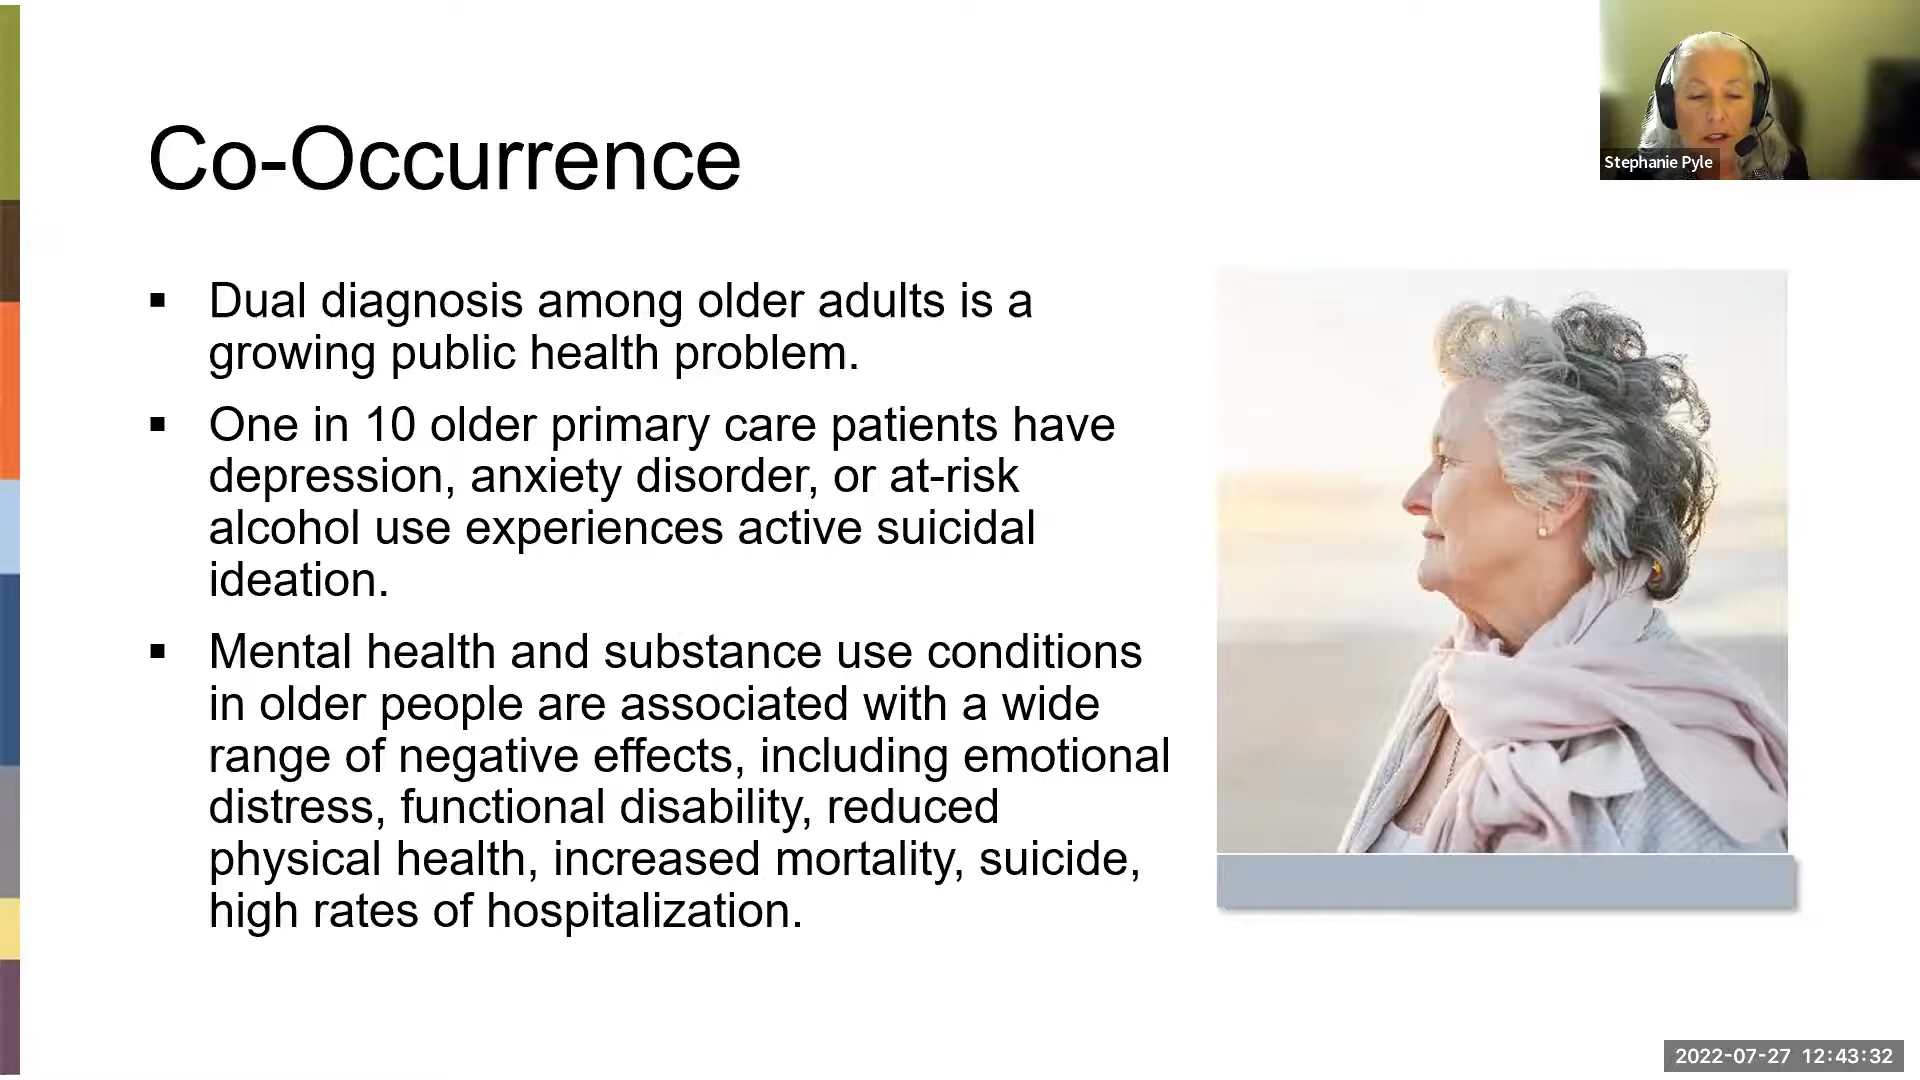 Co-Occurrence
Stephanie Pyle
▪ Dual diagnosis among older adults is a
growing public health problem.
▪ One in 10 older primary care patients have
depression, anxiety disorder, or at-risk
alcohol use experiences active suicidal
ideation.
▪ Mental health and substance use conditions
in older people are associated with a wide
range of negative effects, including emotional
distress, functional disability, reduced
physical health, increased mortality, suicide,
high rates of hospitalization.
2022-07-27 12:43:32